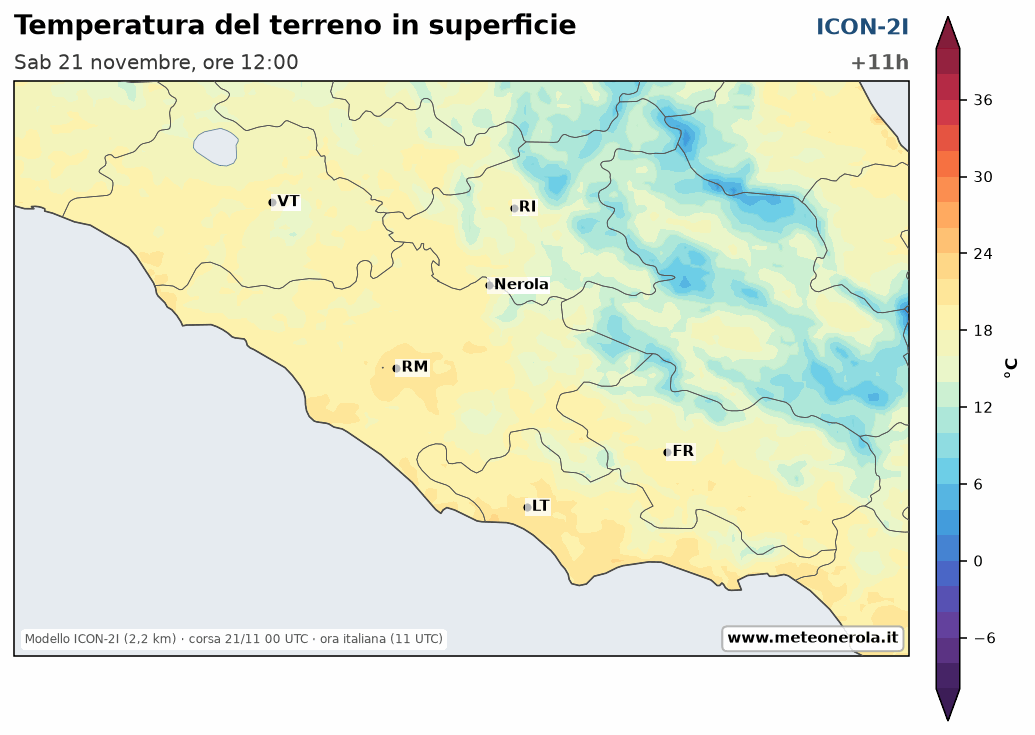 Temperatura del terreno in superficie
ICON-2I
Sab 21 novembre, ore 12:00
+11h
VT
RI
Nerola
RM
FR
LT
Modello ICON-2I (2,2 km) · corsa 21/11 00 UTC · ora italiana (11 UTC)
www.meteonerola.it
36
30
24
18
12
6
0
−6
°C